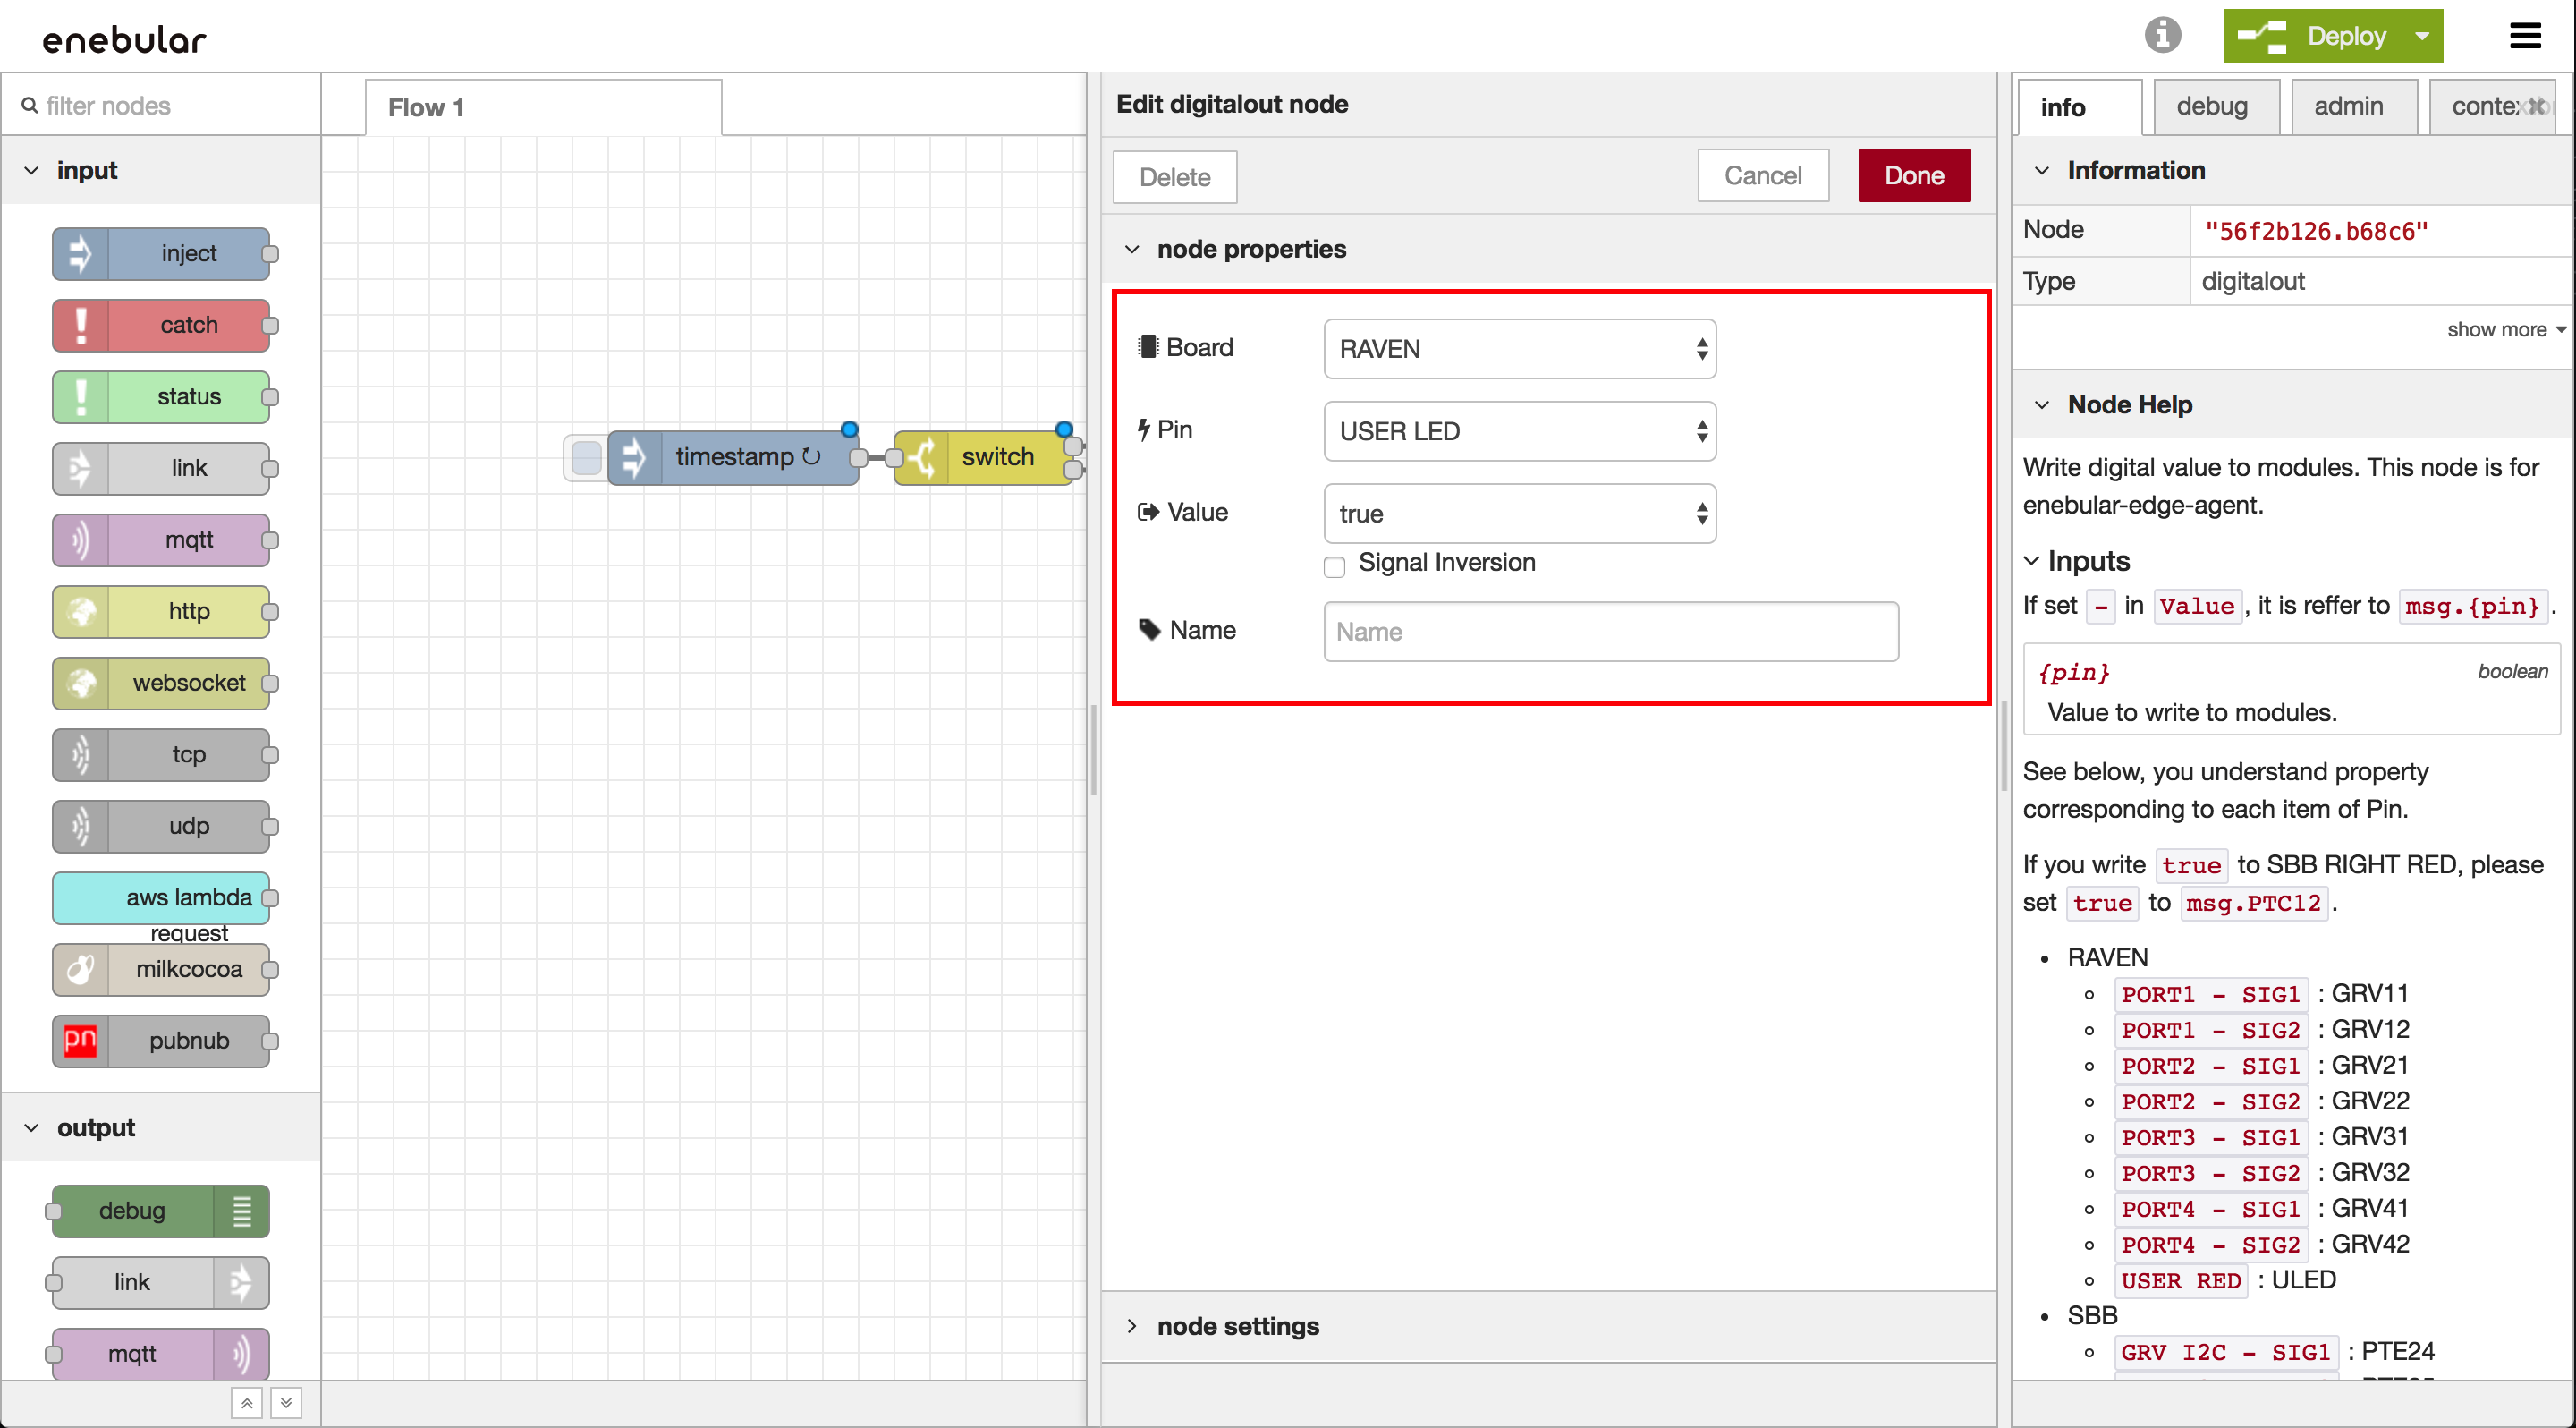 enebular
Deploy
filter nodes
input
inject
catch
status
link
mqtt
http
websocket
tcp
udp
aws lambda
request
milkcocoa
pn
pubnub
output
debug
link
mqtt
Flow 1
timestamp ↻
switch
Edit digitalout node
Delete
Cancel
Done
node properties
Board
RAVEN
Pin
USER LED
Value
true
Signal Inversion
Name
Name
node settings
info
debug
admin
Information
Node
"56f2b126.b68c6"
Type
digitalout
show more
Node Help
Write digital value to modules. This node is for
enebular-edge-agent.
Inputs
If set - in Value , it is reffer to msg.{pin} .
{pin} boolean
Value to write to modules.
See below, you understand property
corresponding to each item of Pin.
If you write true to SBB RIGHT RED, please
set true to msg.PTC12 .
• RAVEN
PORT1 - SIG1 : GRV11
PORT1 - SIG2 : GRV12
PORT2 - SIG1 : GRV21
PORT2 - SIG2 : GRV22
PORT3 - SIG1 : GRV31
PORT3 - SIG2 : GRV32
PORT4 - SIG1 : GRV41
PORT4 - SIG2 : GRV42
USER RED : ULED
• SBB
GRV I2C - SIG1 : PTE24